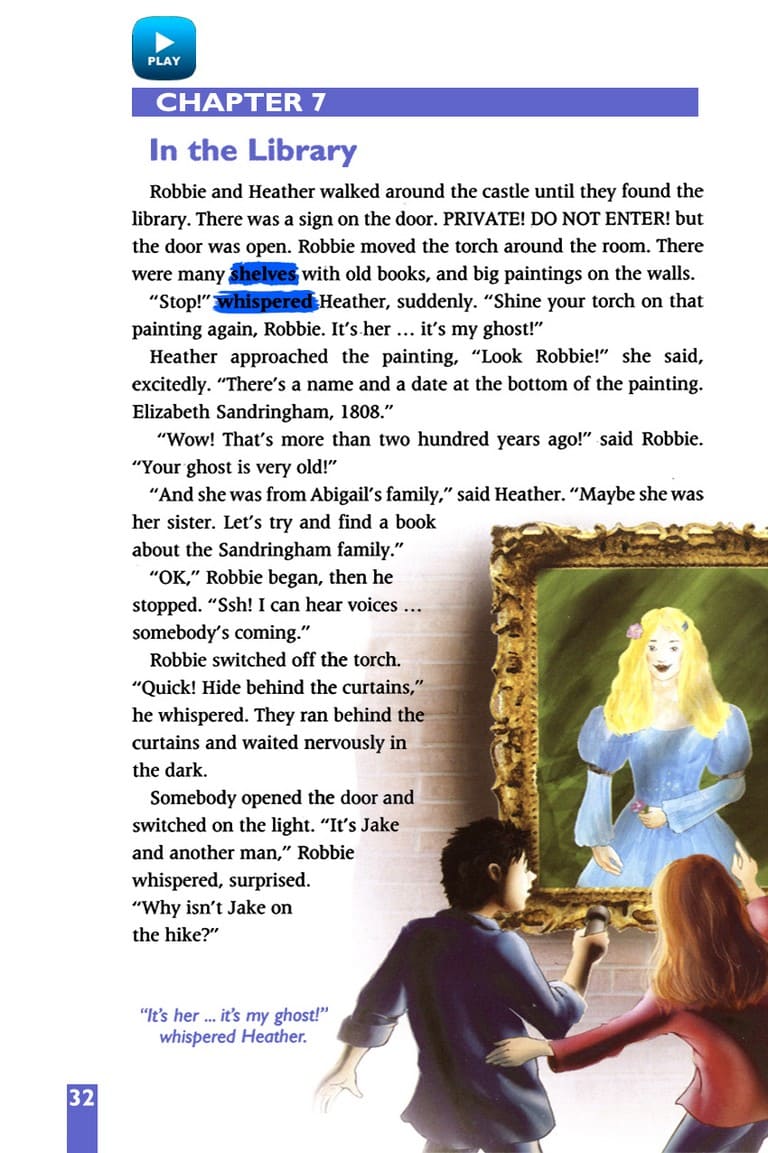 PLAY
CHAPTER 7
In the Library
Robbie and Heather walked around the castle until they found the
library. There was a sign on the door. PRIVATE! DO NOT ENTER! but
the door was open. Robbie moved the torch around the room. There
were many shelves with old books, and big paintings on the walls.
“Stop!” whispered Heather, suddenly. “Shine your torch on that
painting again, Robbie. It’s her ... it’s my ghost!”
Heather approached the painting, “Look Robbie!” she said,
excitedly. “There’s a name and a date at the bottom of the painting.
Elizabeth Sandringham, 1808.”
“Wow! That’s more than two hundred years ago!” said Robbie.
“Your ghost is very old!”
“And she was from Abigail’s family,” said Heather. “Maybe she was
her sister. Let’s try and find a book
about the Sandringham family.”
“OK,” Robbie began, then he
stopped. “Ssh! I can hear voices ...
somebody’s coming.”
Robbie switched off the torch.
“Quick! Hide behind the curtains,”
he whispered. They ran behind the
curtains and waited nervously in
the dark.
Somebody opened the door and
switched on the light. “It’s Jake
and another man,” Robbie
whispered, surprised.
“Why isn’t Jake on
the hike?”
“It’s her ... it’s my ghost!”
whispered Heather.
32